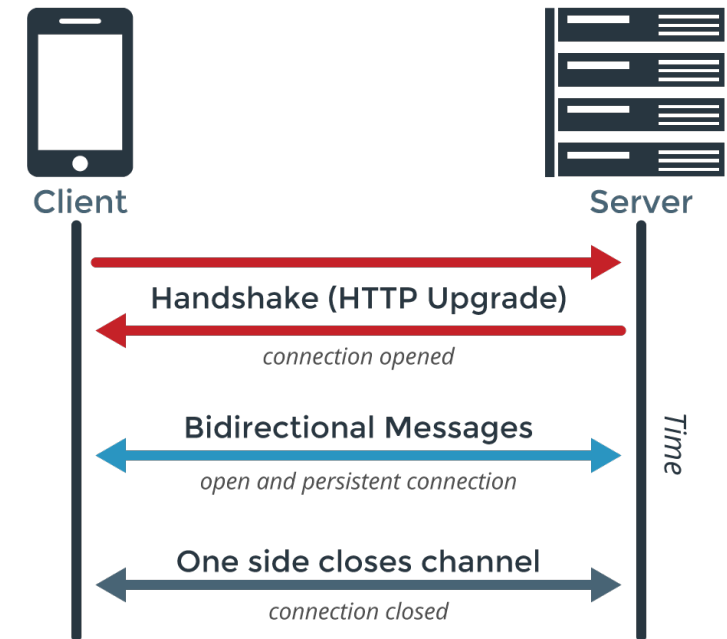 Client
Server
Handshake (HTTP Upgrade)
connection opened
Bidirectional Messages
open and persistent connection
Time
One side closes channel
connection closed